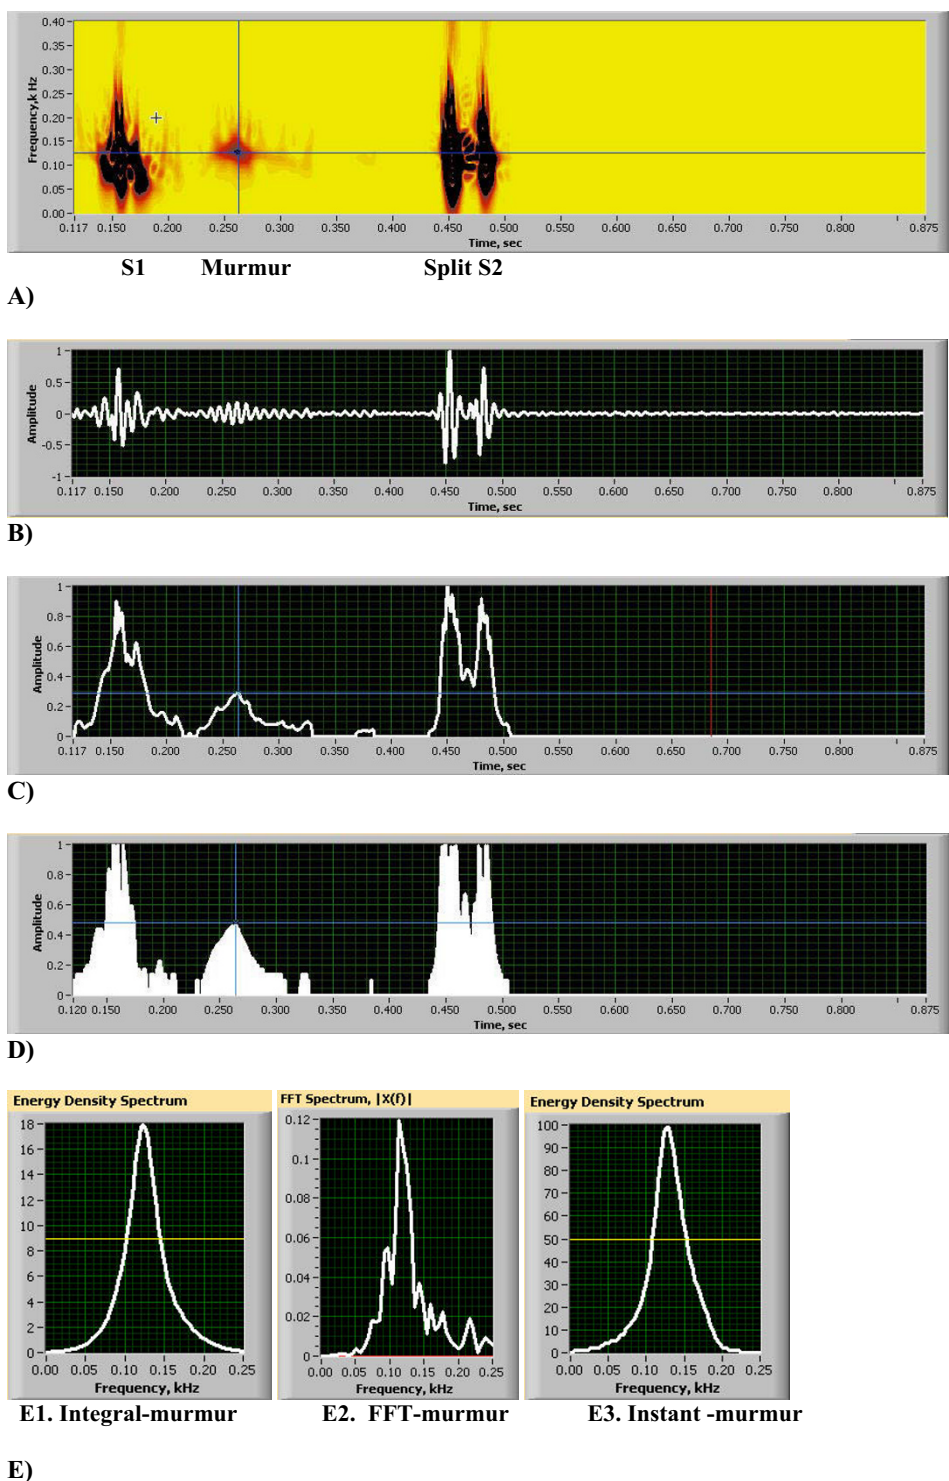 0.40
0.35
0.30
0.25
0.20
0.15
0.10
0.05
0.00
Frequency,k Hz
0.117 0.150 0.200 0.250 0.300 0.350 0.400 0.450 0.500 0.550 0.600 0.650 0.700 0.750 0.800 0.875
Time, sec
S1 Murmur Split S2
A)
1
0.5
0
-0.5
-1
Amplitude
0.117 0.150 0.200 0.250 0.300 0.350 0.400 0.450 0.500 0.550 0.600 0.650 0.700 0.750 0.800 0.875
Time, sec
B)
1
0.8
0.6
0.4
0.2
0
Amplitude
0.117 0.150 0.200 0.250 0.300 0.350 0.400 0.450 0.500 0.550 0.600 0.650 0.700 0.750 0.800 0.875
Time, sec
C)
1
0.8
0.6
0.4
0.2
0
Amplitude
0.120 0.150 0.200 0.250 0.300 0.350 0.400 0.450 0.500 0.550 0.600 0.650 0.700 0.750 0.800 0.875
Time, sec
D)
Energy Density Spectrum
18
16
14
12
10
8
6
4
2
0
0.00 0.05 0.10 0.15 0.20 0.25
Frequency, kHz
E1. Integral-murmur
FFT Spectrum, |X(f)|
0.12
0.1
0.08
0.06
0.04
0.02
0
0.00 0.05 0.10 0.15 0.20 0.25
Frequency, kHz
E2. FFT-murmur
Energy Density Spectrum
100
90
80
70
60
50
40
30
20
10
0
0.00 0.05 0.10 0.15 0.20 0.25
Frequency, kHz
E3. Instant -murmur
E)